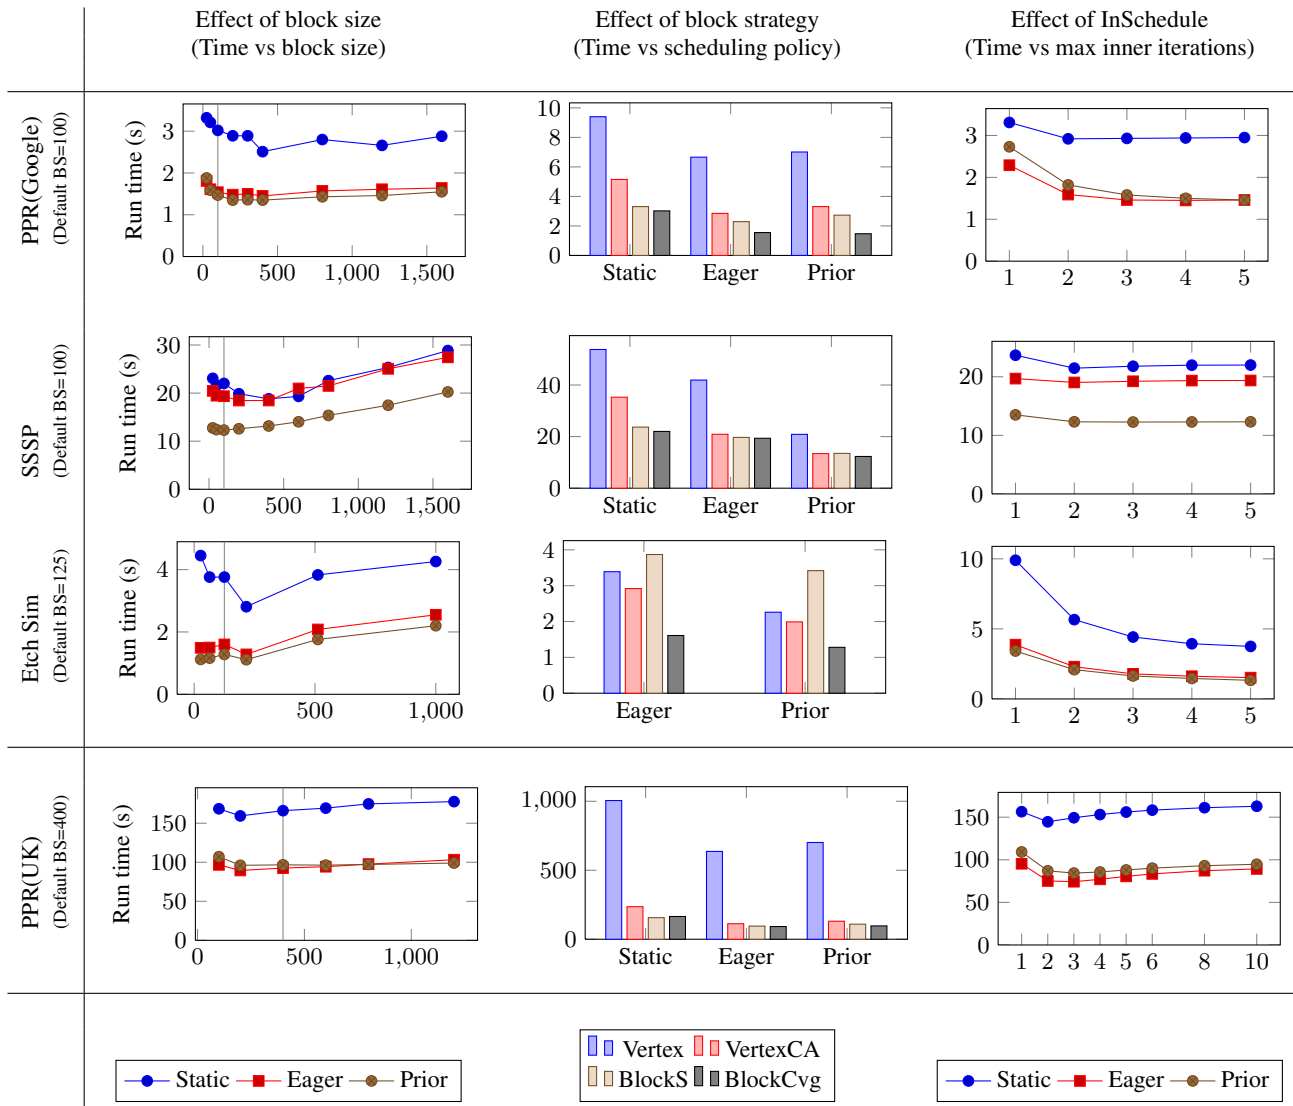 Effect of block size
(Time vs block size)
Effect of block strategy
(Time vs scheduling policy)
Effect of InSchedule
(Time vs max inner iterations)
PPR(Google)
(Default BS=100)
Run time (s)
3
2
1
0
0 500 1,000 1,500
10
8
6
4
2
0
Static Eager Prior
3
2
1
0
1 2 3 4 5
SSSP
(Default BS=100)
Run time (s)
30
20
10
0
0 500 1,000 1,500
40
20
0
Static Eager Prior
20
10
0
1 2 3 4 5
Etch Sim
(Default BS=125)
Run time (s)
4
2
0
0 500 1,000
4
3
2
1
0
Eager Prior
10
5
0
1 2 3 4 5
PPR(UK)
(Default BS=400)
Run time (s)
150
100
50
0
0 500 1,000
1,000
500
0
Static Eager Prior
150
100
50
0
1 2 3 4 5 6 8 10
Static Eager Prior
Vertex VertexCA
BlockS BlockCvg
Static Eager Prior